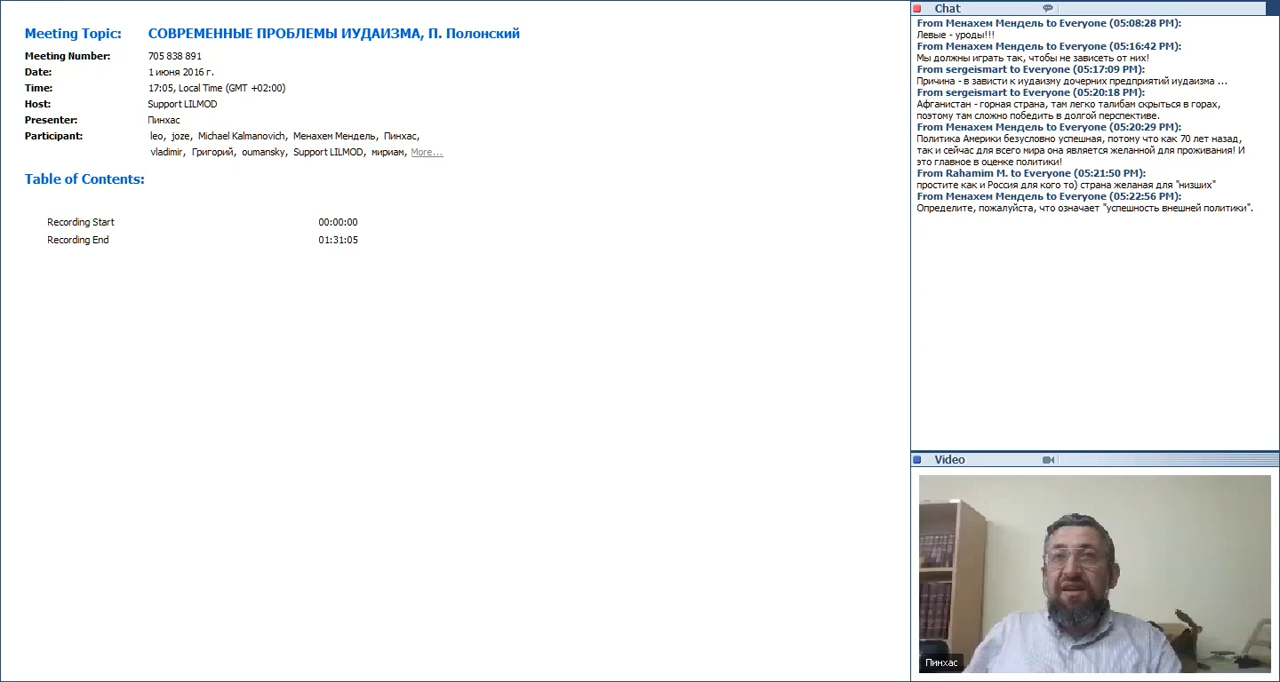 Meeting Topic: СОВРЕМЕННЫЕ ПРОБЛЕМЫ ИУДАИЗМА, П. Полонский
Meeting Number: 705 838 891
Date: 1 июня 2016 г.
Time: 17:05, Local Time (GMT +02:00)
Host: Support LILMOD
Presenter: Пинхас
Participant: leo, joze, Michael Kalmanovich, Менахем Мендель, Пинхас,
vladimir, Григорий, oumansky, Support LILMOD, мириам, More...
Table of Contents:
Recording Start 00:00:00
Recording End 01:31:05
Chat
From Менахем Мендель to Everyone (05:08:28 PM):
Левые - уроды!!!
From Менахем Мендель to Everyone (05:16:42 PM):
Мы должны играть так, чтобы не зависеть от них!
From sergeismart to Everyone (05:17:09 PM):
Причина - в зависти к иудаизму дочерних предприятий иудаизма ...
From sergeismart to Everyone (05:20:18 PM):
Афганистан - горная страна, там легко талибам скрыться в горах,
поэтому там сложно победить в долгой перспективе.
From Менахем Мендель to Everyone (05:20:29 PM):
Политика Америки безусловно успешная, потому что как 70 лет назад,
так и сейчас для всего мира она является желанной для проживания! И
это главное в оценке политики!
From Rahamim M. to Everyone (05:21:50 PM):
простите как и Россия для кого то) страна желаная для "низших"
From Менахем Мендель to Everyone (05:22:56 PM):
Определите, пожалуйста, что означает "успешность внешней политики".
Video
Пинхас